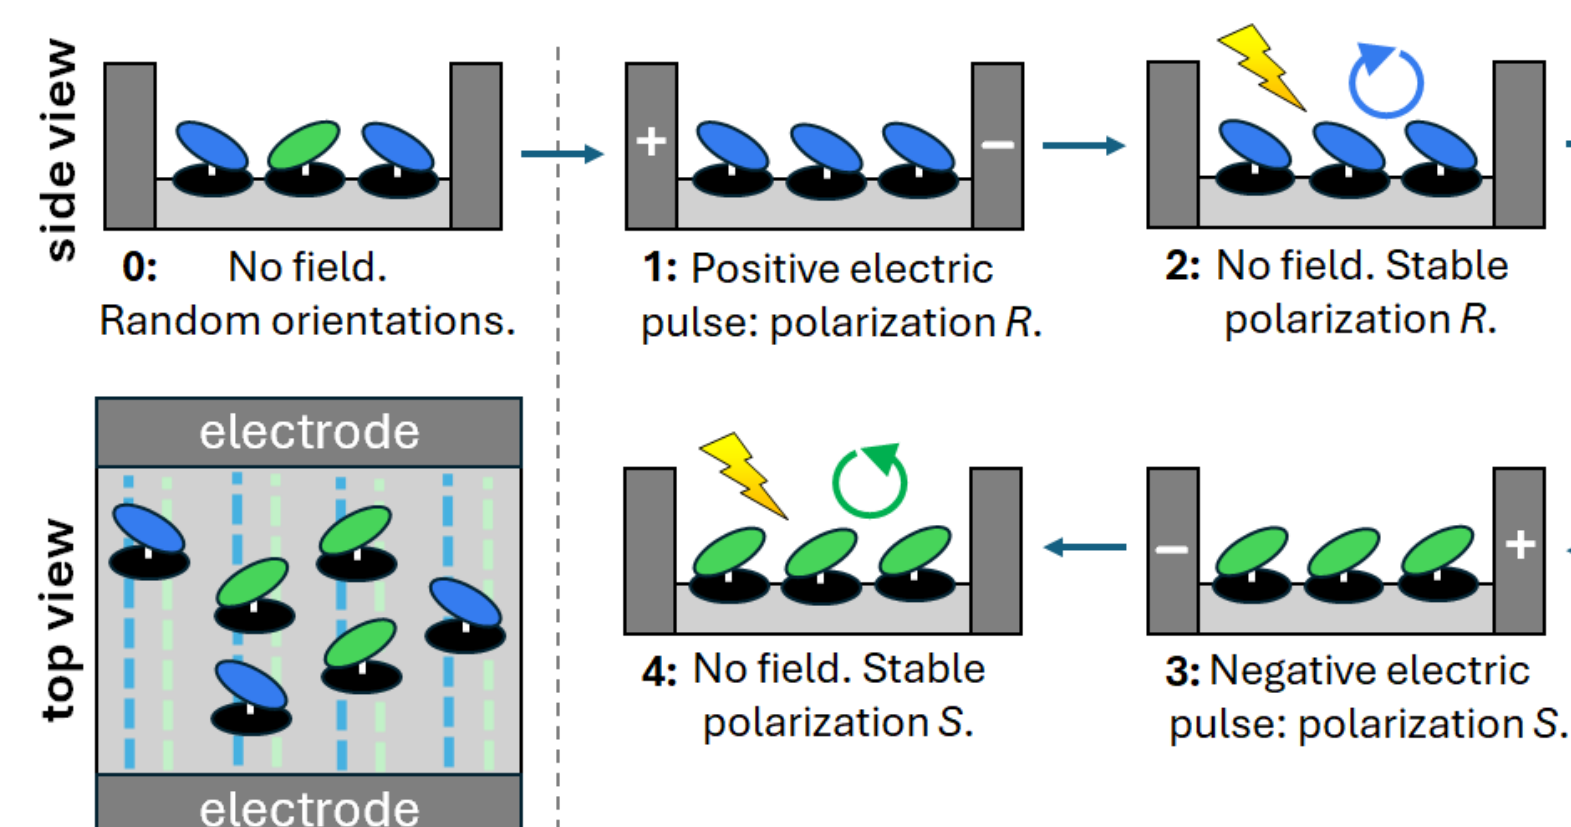 side view
0: No field.
Random orientations.
+
−
1: Positive electric
pulse: polarization R.
2: No field. Stable
polarization R.
top view
electrode
electrode
4: No field. Stable
polarization S.
−
+
3: Negative electric
pulse: polarization S.